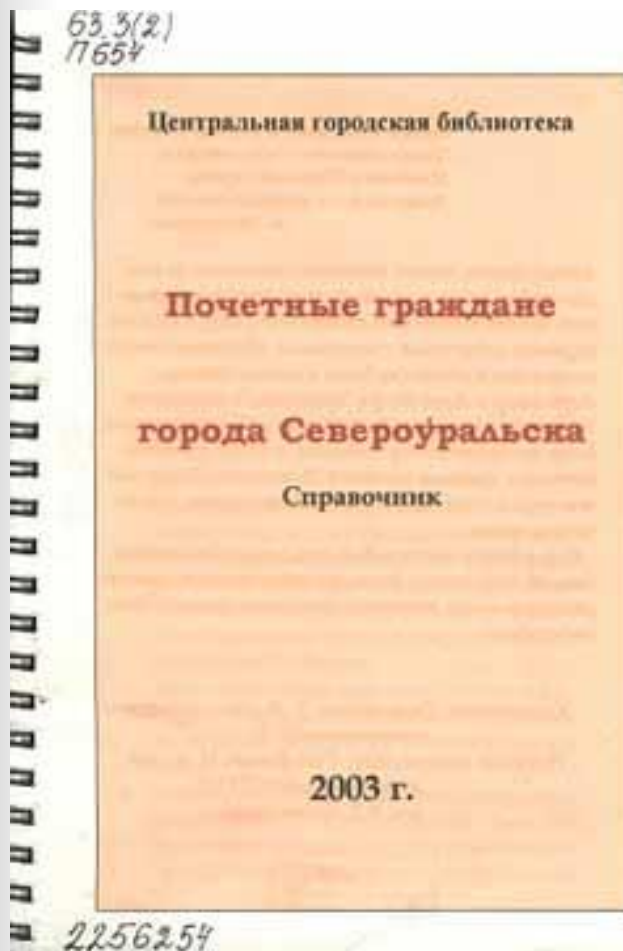 63.3(2)
П654
Центральная городская библиотека
Почетные граждане
города Североуральска
Справочник
2003 г.
2256254